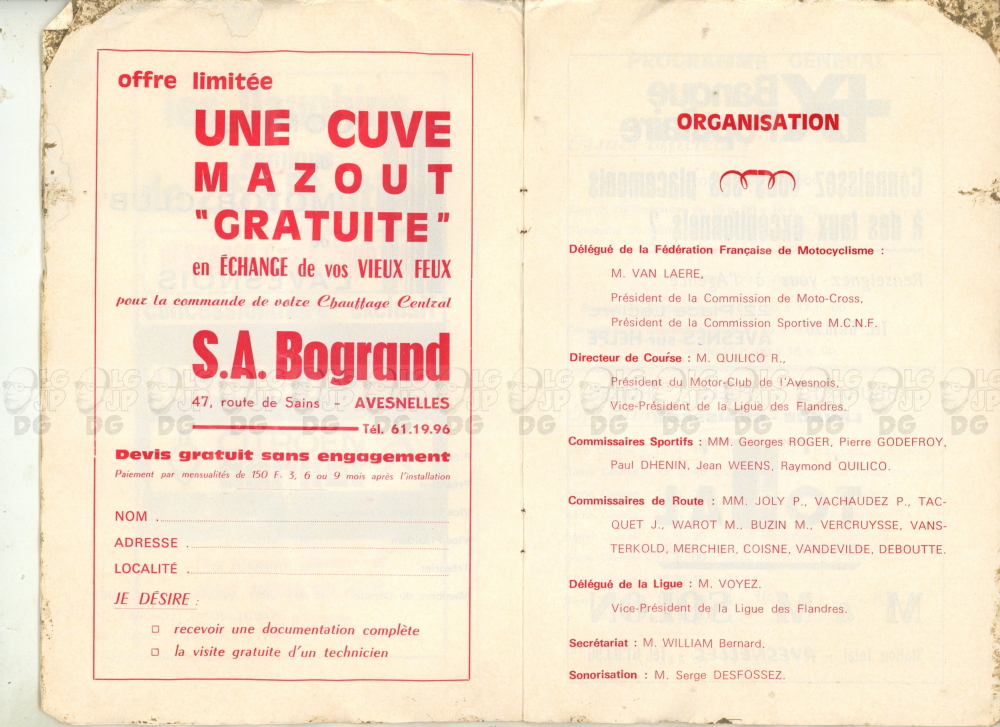 offre limitée
UNE CUVE
MAZOUT
"GRATUITE"
en ÉCHANGE de vos VIEUX FEUX
pour la commande de votre Chauffage Central
S.A. Bogrand
47, route de Sains - AVESNELLES
Tél. 61.19.96
Devis gratuit sans engagement
Paiement par mensualités de 150 F. 3, 6 ou 9 mois après l'installation
NOM
ADRESSE
LOCALITÉ
JE DÉSIRE :
recevoir une documentation complète
la visite gratuite d'un technicien
ORGANISATION
Délégué de la Fédération Française de Motocyclisme :
M. VAN LAERE,
Président de la Commission de Moto-Cross,
Président de la Commission Sportive M.C.N.F.
Directeur de Course : M. QUILICO R.,
Président du Motor-Club de l'Avesnois,
Vice-Président de la Ligue des Flandres.
Commissaires Sportifs : MM. Georges ROGER, Pierre GODEFROY,
Paul DHENIN, Jean WEENS, Raymond QUILICO.
Commissaires de Route : MM. JOLY P., VACHAUDEZ P., TAC-
QUET J., WAROT M., BUZIN M., VERCRUYSSE, VANS-
TERKOLD, MERCHIER, COISNE, VANDEVILDE, DEBOUTTE.
Délégué de la Ligue : M. VOYEZ.
Vice-Président de la Ligue des Flandres.
Secrétariat : M. WILLIAM Bernard.
Sonorisation : M. Serge DESFOSSEZ.